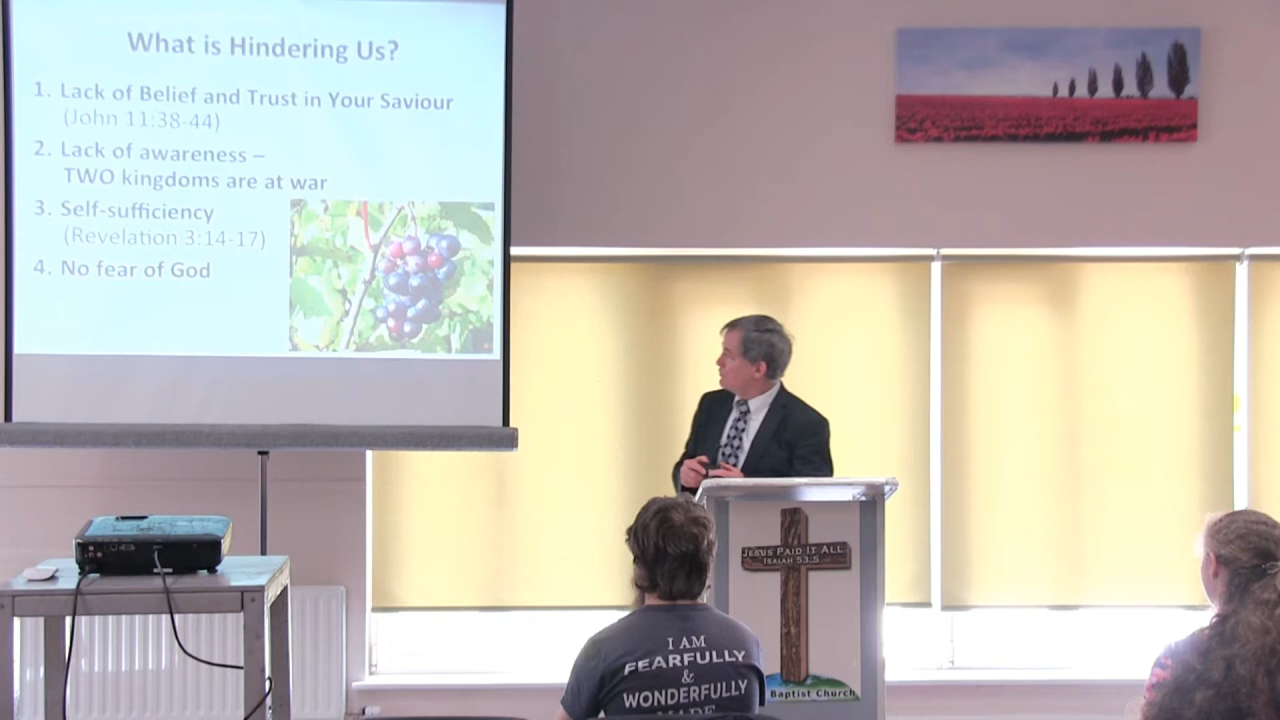 What is Hindering Us?
1. Lack of Belief and Trust in Your Saviour
(John 11:38-44)
2. Lack of awareness –
TWO kingdoms are at war
3. Self-sufficiency
(Revelation 3:14-17)
4. No fear of God
JESUS PAID IT ALL
ISAIAH 53:5
Baptist Church
I AM
FEARFULLY
&
WONDERFULLY
MADE